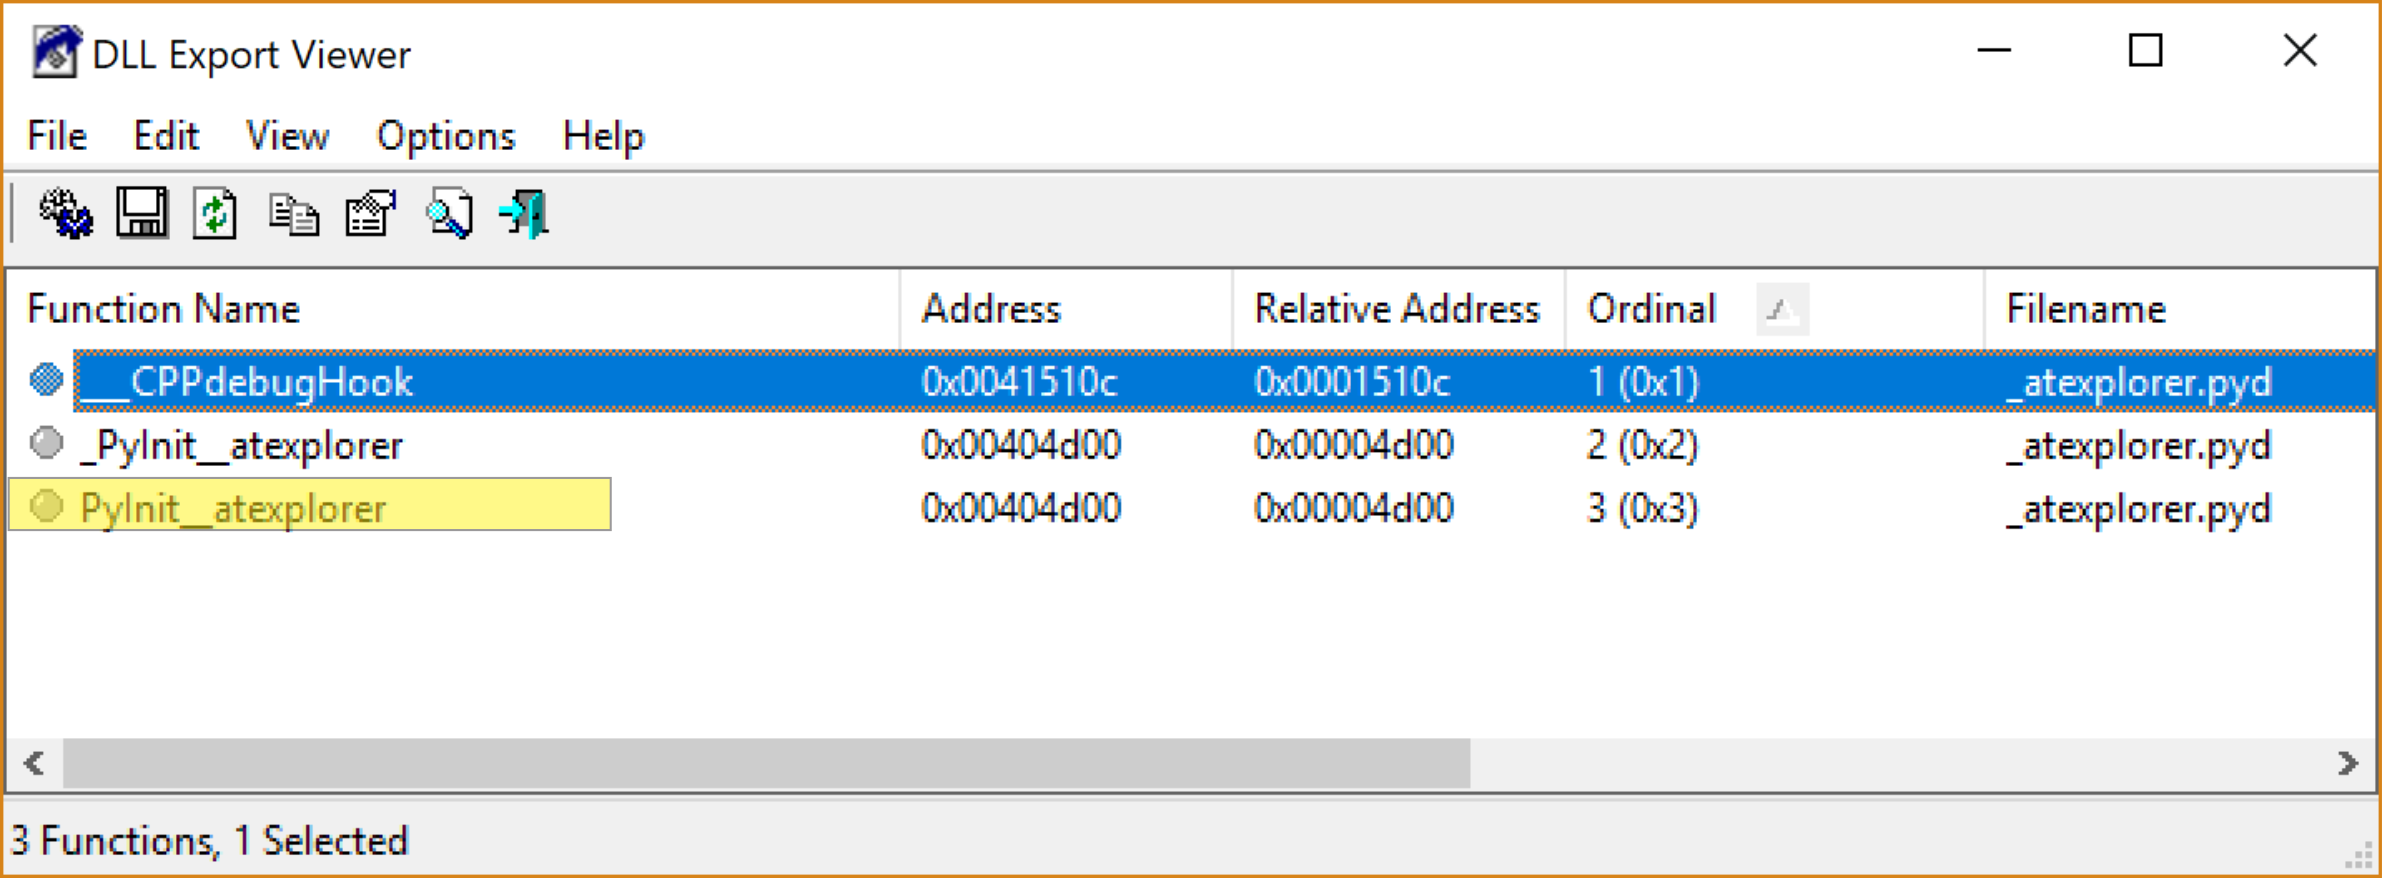 DLL Export Viewer
File Edit View Options Help
Function Name Address Relative Address Ordinal Filename
___CPPdebugHook 0x0041510c 0x0001510c 1 (0x1) _atexplorer.pyd
_PyInit__atexplorer 0x00404d00 0x00004d00 2 (0x2) _atexplorer.pyd
PyInit__atexplorer 0x00404d00 0x00004d00 3 (0x3) _atexplorer.pyd
3 Functions, 1 Selected